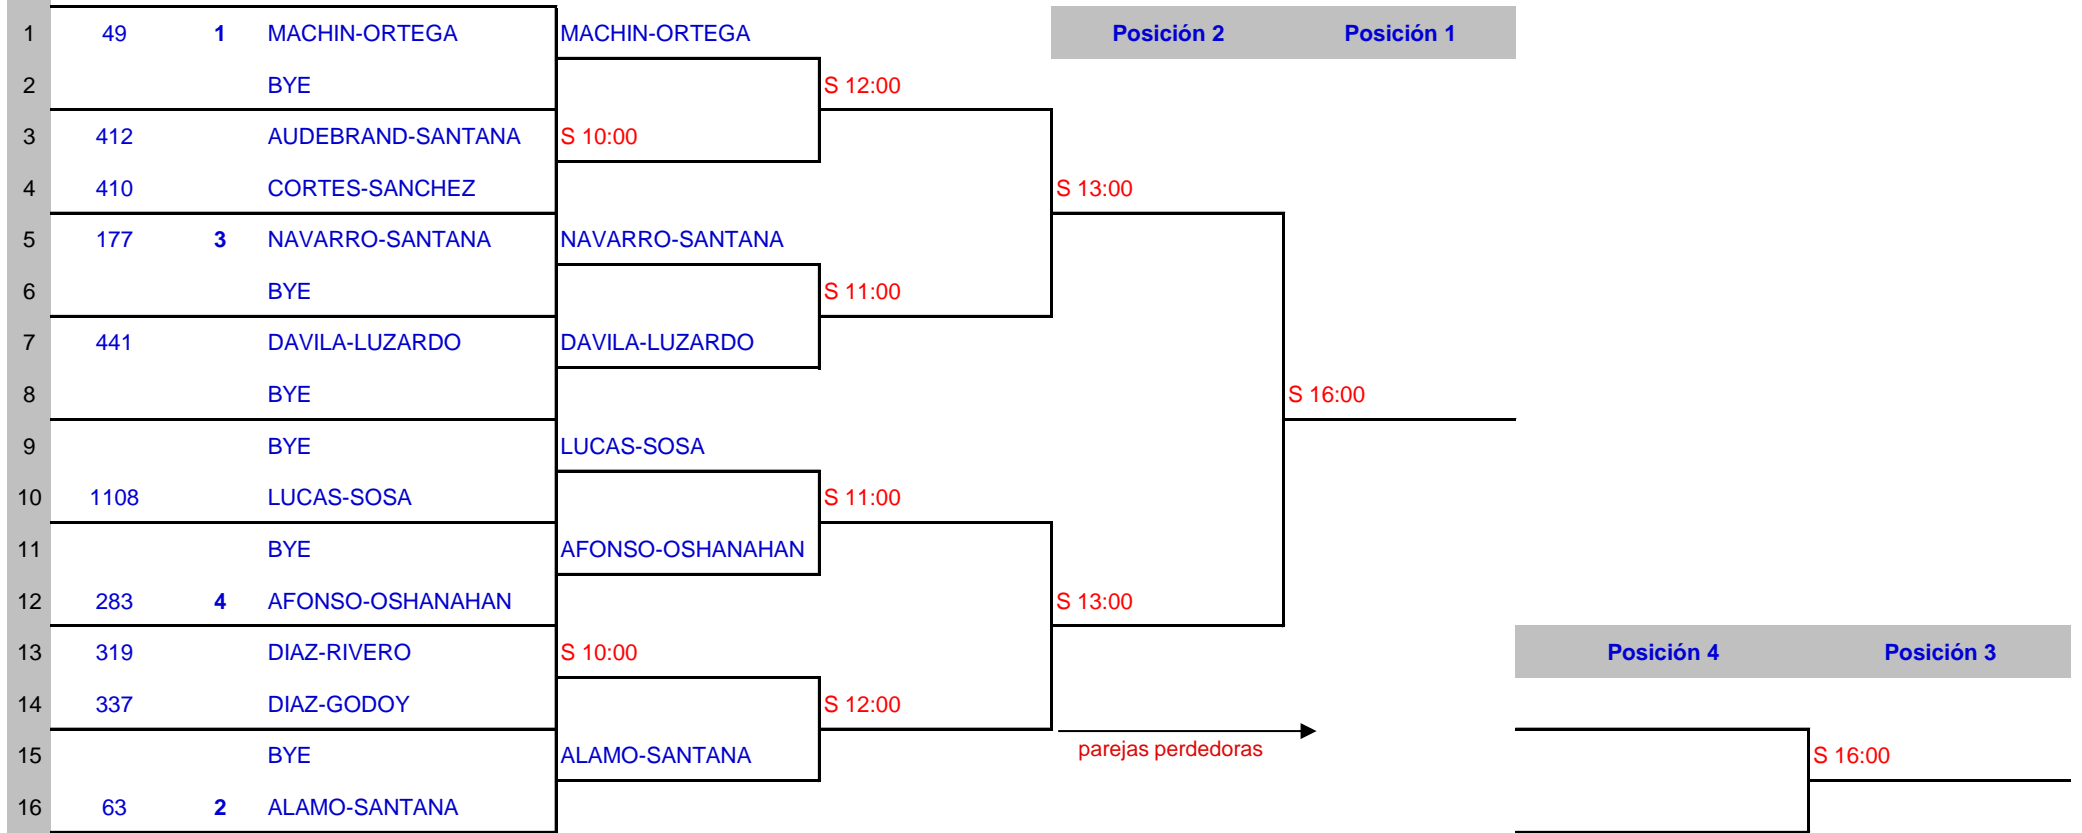 1 49 1 MACHIN-ORTEGA MACHIN-ORTEGA Posición 2 Posición 1
2 BYE S 12:00
3 412 AUDEBRAND-SANTANA S 10:00
4 410 CORTES-SANCHEZ S 13:00
5 177 3 NAVARRO-SANTANA NAVARRO-SANTANA
6 BYE S 11:00
7 441 DAVILA-LUZARDO DAVILA-LUZARDO
8 BYE S 16:00
9 BYE LUCAS-SOSA
10 1108 LUCAS-SOSA S 11:00
11 BYE AFONSO-OSHANAHAN
12 283 4 AFONSO-OSHANAHAN S 13:00
13 319 DIAZ-RIVERO S 10:00 Posición 4 Posición 3
14 337 DIAZ-GODOY S 12:00
15 BYE ALAMO-SANTANA parejas perdedoras S 16:00
16 63 2 ALAMO-SANTANA